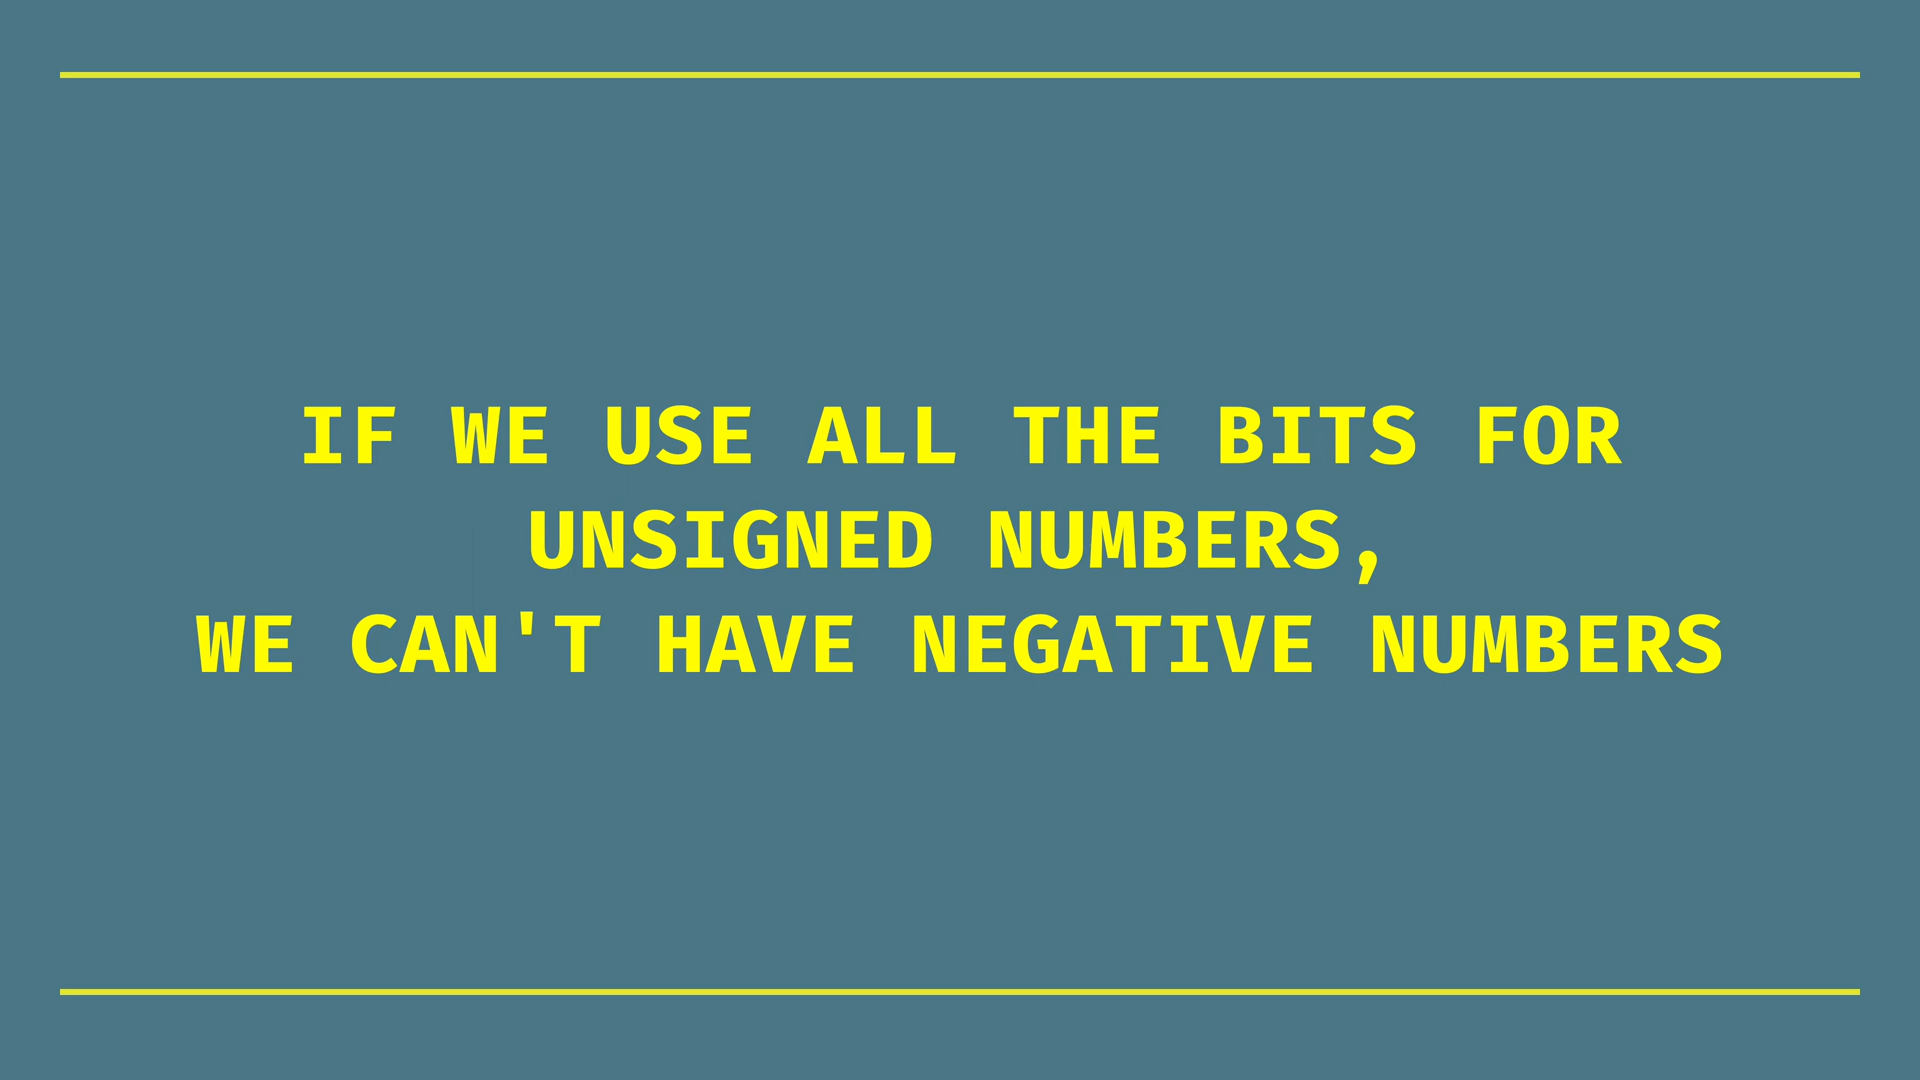 IF WE USE ALL THE BITS FOR
UNSIGNED NUMBERS,
WE CAN'T HAVE NEGATIVE NUMBERS